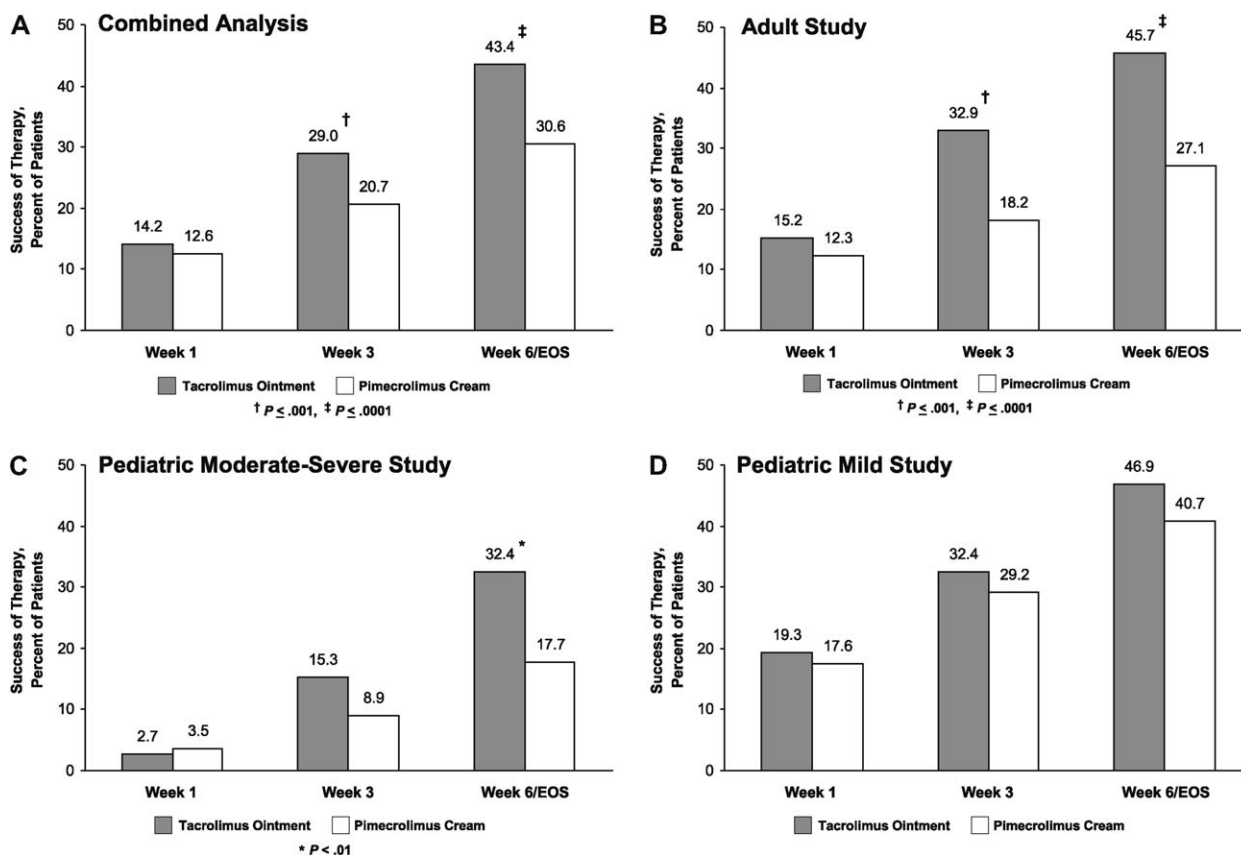 A Combined Analysis
Success of Therapy,
Percent of Patients
50
40
30
20
10
0
14.2
12.6
29.0 †
20.7
43.4 ‡
30.6
Week 1
Week 3
Week 6/EOS
Tacrolimus Ointment Pimecrolimus Cream
† P ≤ .001, ‡ P ≤ .0001
B Adult Study
Success of Therapy,
Percent of Patients
50
40
30
20
10
0
15.2
12.3
32.9 †
18.2
45.7 ‡
27.1
Week 1
Week 3
Week 6/EOS
Tacrolimus Ointment Pimecrolimus Cream
† P ≤ .001, ‡ P ≤ .0001
C Pediatric Moderate-Severe Study
Success of Therapy,
Percent of Patients
50
40
30
20
10
0
2.7
3.5
15.3
8.9
32.4 *
17.7
Week 1
Week 3
Week 6/EOS
Tacrolimus Ointment Pimecrolimus Cream
* P < .01
D Pediatric Mild Study
Success of Therapy,
Percent of Patients
50
40
30
20
10
0
19.3
17.6
32.4
29.2
46.9
40.7
Week 1
Week 3
Week 6/EOS
Tacrolimus Ointment Pimecrolimus Cream